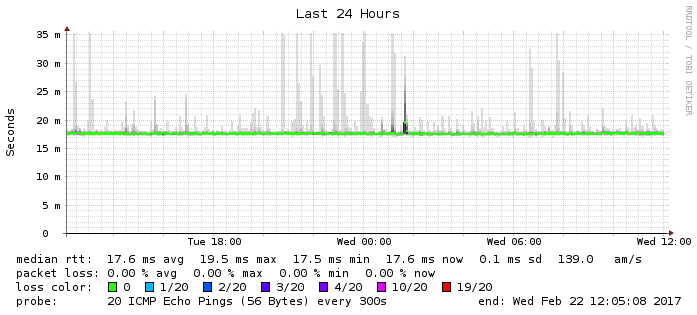 Last 24 Hours
RRDTOOL / TOBI OETIKER
Seconds
35 m
30 m
25 m
20 m
15 m
10 m
5 m
0
Tue 18:00 Wed 00:00 Wed 06:00 Wed 12:00
median rtt: 17.6 ms avg 19.5 ms max 17.5 ms min 17.6 ms now 0.1 ms sd 139.0 am/s
packet loss: 0.00 % avg 0.00 % max 0.00 % min 0.00 % now
loss color: 0 1/20 2/20 3/20 4/20 10/20 19/20
probe: 20 ICMP Echo Pings (56 Bytes) every 300s end: Wed Feb 22 12:05:08 2017